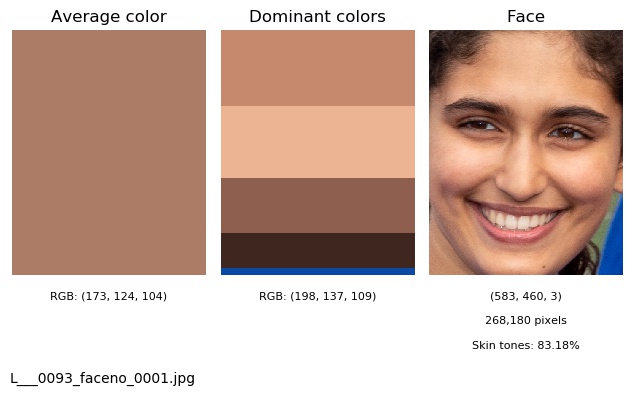 Average color
Dominant colors
Face
RGB: (173, 124, 104)
RGB: (198, 137, 109)
(583, 460, 3)
268,180 pixels
Skin tones: 83.18%
L___0093_faceno_0001.jpg